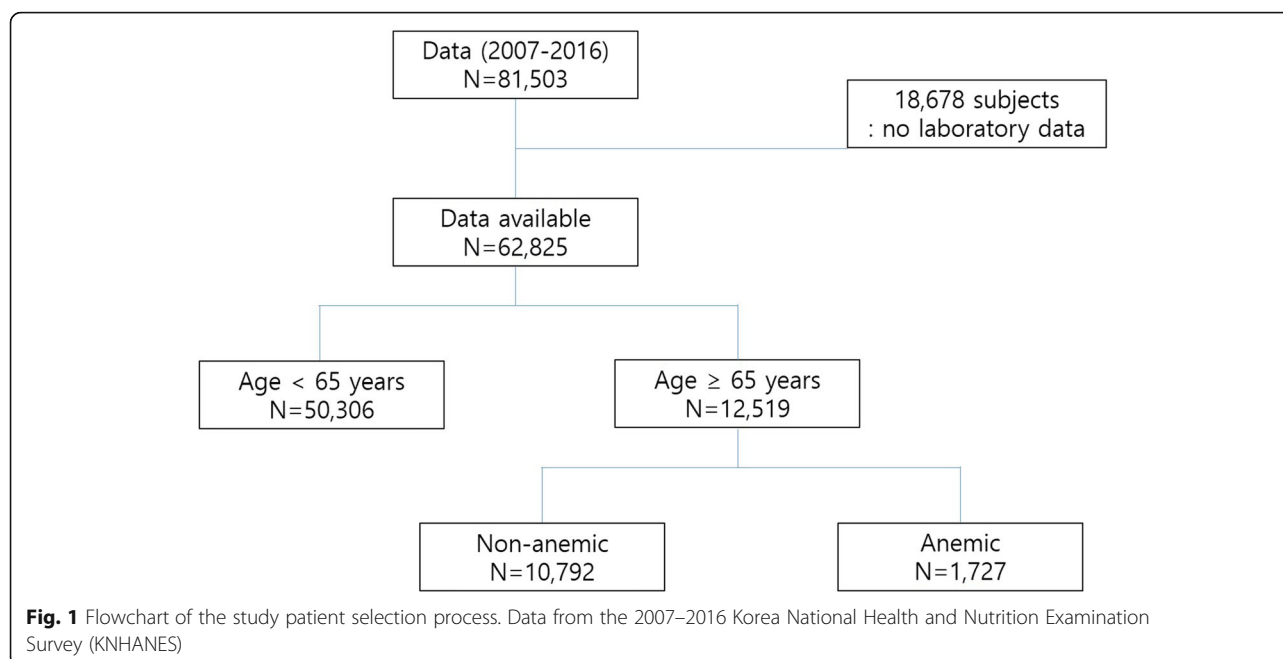 Data (2007-2016)
N=81,503
18,678 subjects
: no laboratory data
Data available
N=62,825
Age < 65 years
N=50,306
Age ≥ 65 years
N=12,519
Non-anemic
N=10,792
Anemic
N=1,727
Fig. 1 Flowchart of the study patient selection process. Data from the 2007–2016 Korea National Health and Nutrition Examination
Survey (KNHANES)